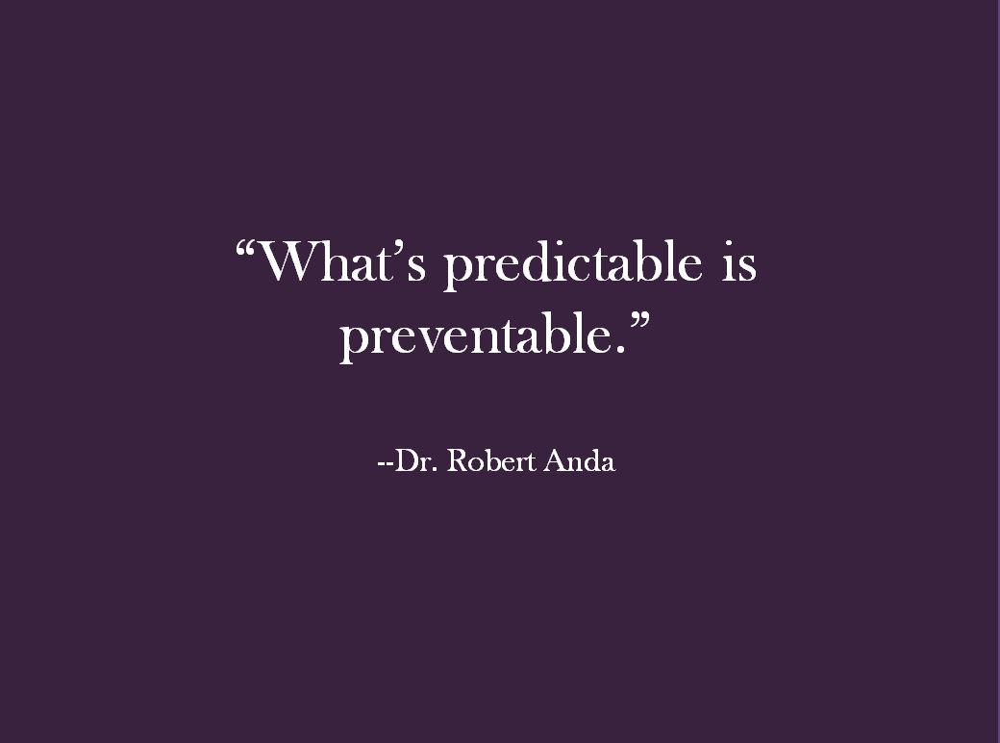 “What’s predictable is
preventable.”
--Dr. Robert Anda